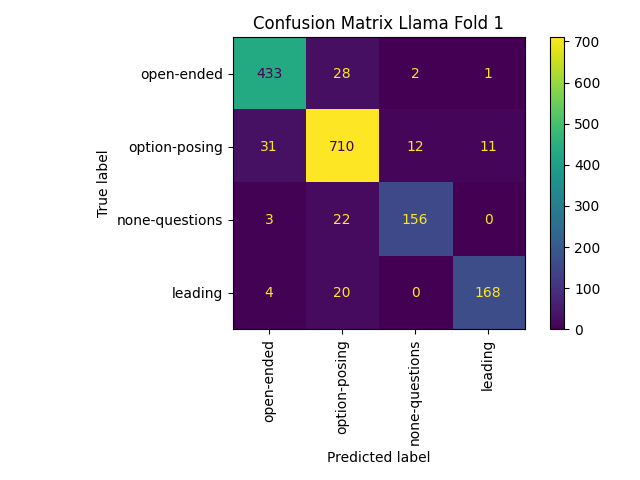 Confusion Matrix Llama Fold 1
True label
open-ended 433 28 2 1
option-posing 31 710 12 11
none-questions 3 22 156 0
leading 4 20 0 168
open-ended
option-posing
none-questions
leading
Predicted label
700
600
500
400
300
200
100
0